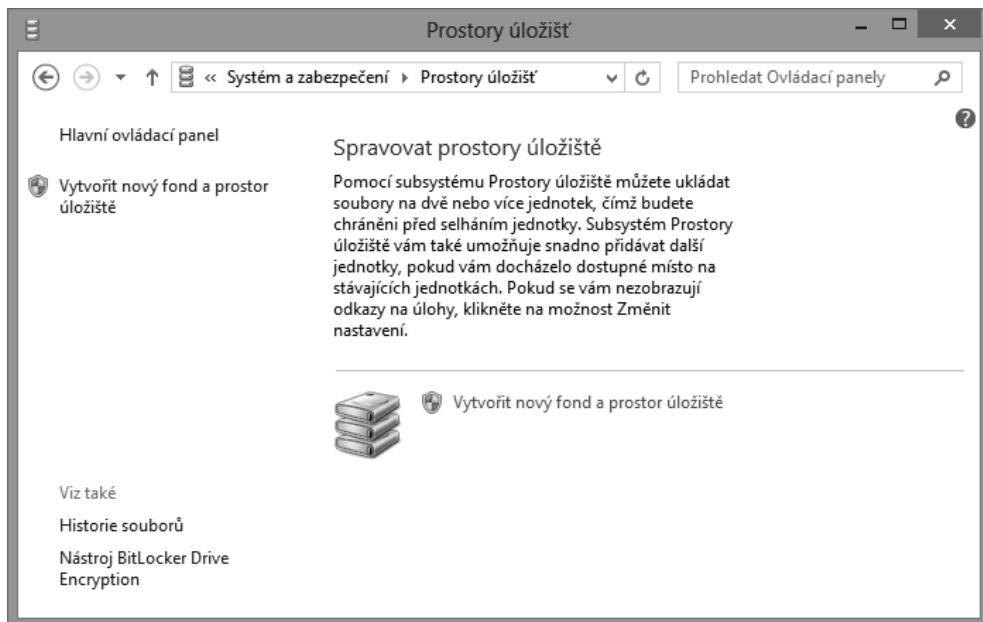 Prostory úložišť
« Systém a zabezpečení ▸ Prostory úložišť
Prohledat Ovládací panely
Hlavní ovládací panel
Vytvořit nový fond a prostor
úložiště
Spravovat prostory úložiště
Pomocí subsystému Prostory úložiště můžete ukládat
soubory na dvě nebo více jednotek, čímž budete
chráněni před selháním jednotky. Subsystém Prostory
úložiště vám také umožňuje snadno přidávat další
jednotky, pokud vám docházelo dostupné místo na
stávajících jednotkách. Pokud se vám nezobrazují
odkazy na úlohy, klikněte na možnost Změnit
nastavení.
Vytvořit nový fond a prostor úložiště
Viz také
Historie souborů
Nástroj BitLocker Drive
Encryption